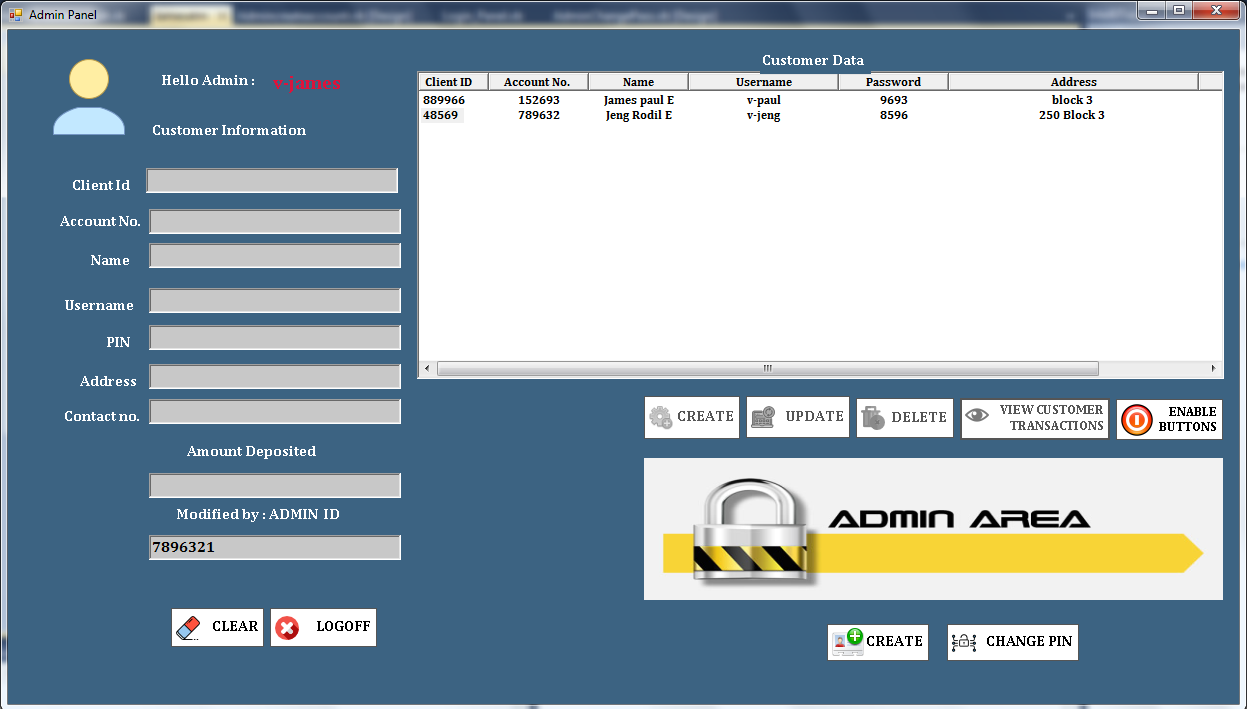 Admin Panel
Hello Admin :
v-james
Customer Information
Client Id
Account No.
Name
Username
PIN
Address
Contact no.
Amount Deposited
Modified by : ADMIN ID
7896321
CLEAR
LOGOFF
Customer Data
Client ID Account No. Name Username Password Address
889966 152693 James paul E v-paul 9693 block 3
48569 789632 Jeng Rodil E v-jeng 8596 250 Block 3
CREATE
UPDATE
DELETE
VIEW CUSTOMER
TRANSACTIONS
ENABLE
BUTTONS
ADMIN AREA
CREATE
CHANGE PIN